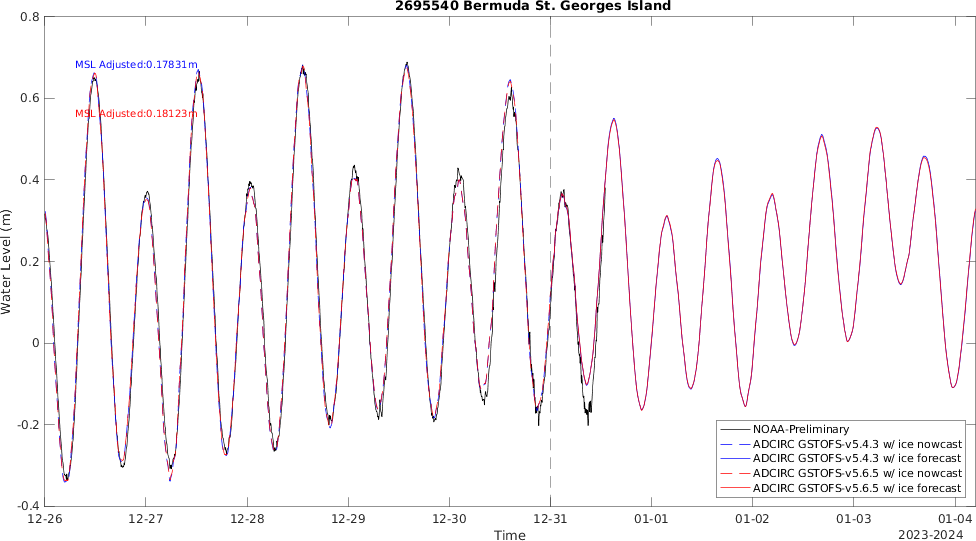 2695540 Bermuda St. Georges Island
0.8
0.6
0.4
0.2
0
-0.2
-0.4
Water Level (m)
MSL Adjusted:0.17831m
MSL Adjusted:0.18123m
NOAA-Preliminary
ADCIRC GSTOFS-v5.4.3 w/ ice nowcast
ADCIRC GSTOFS-v5.4.3 w/ ice forecast
ADCIRC GSTOFS-v5.6.5 w/ ice nowcast
ADCIRC GSTOFS-v5.6.5 w/ ice forecast
12-26 12-27 12-28 12-29 12-30 12-31 01-01 01-02 01-03 01-04
Time
2023-2024